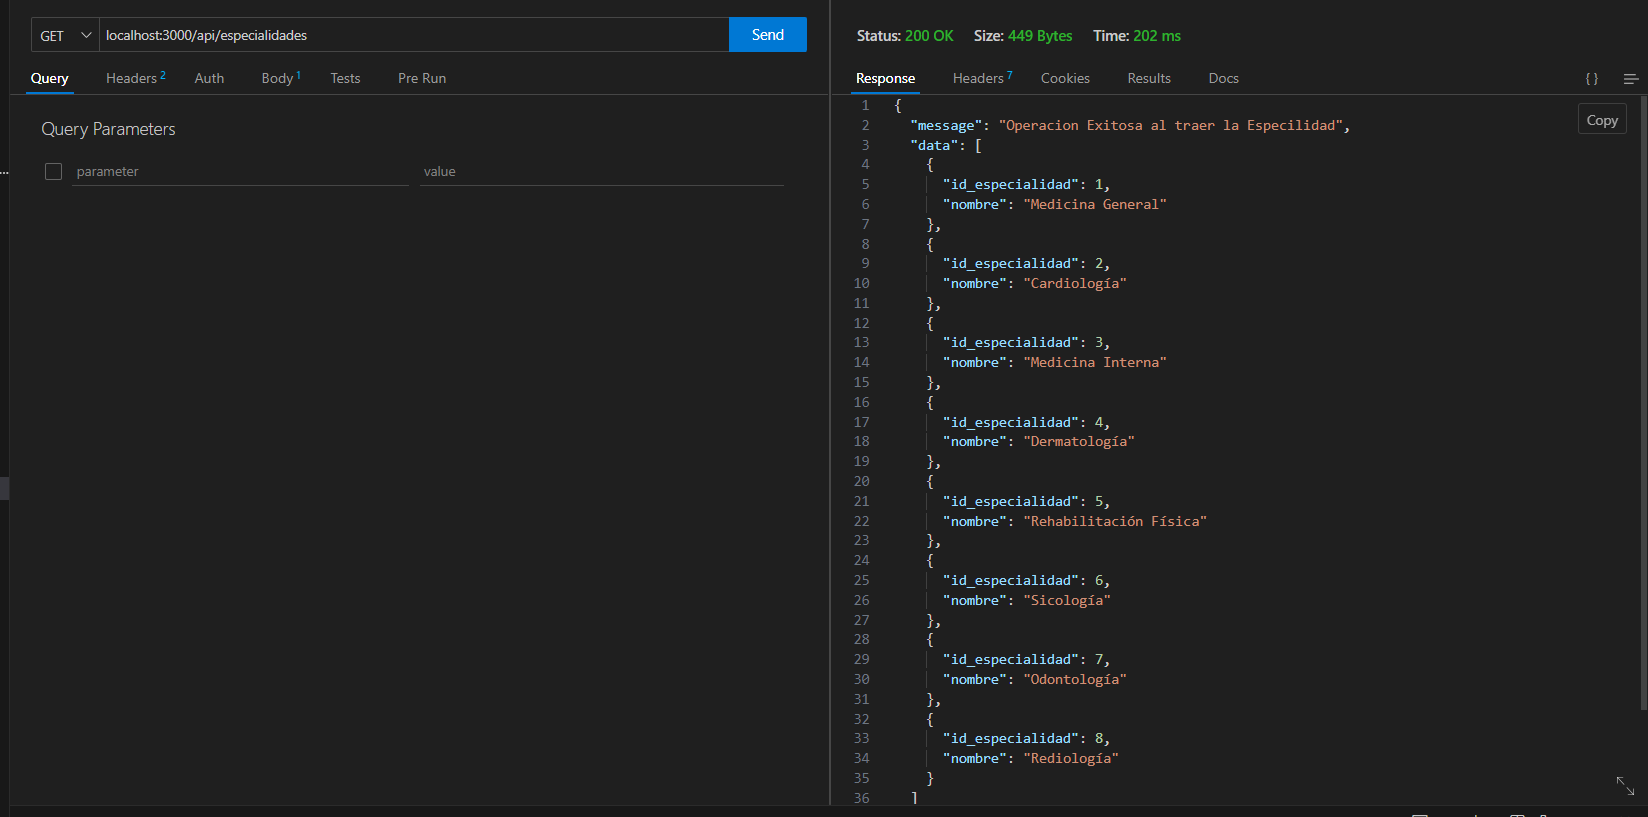 GET localhost:3000/api/especialidades Send
Query Headers 2 Auth Body 1 Tests Pre Run
Query Parameters
parameter value
Status: 200 OK Size: 449 Bytes Time: 202 ms
Response Headers 7 Cookies Results Docs { }
Copy
1 {
2 "message": "Operacion Exitosa al traer la Especilidad",
3 "data": [
4 {
5 "id_especialidad": 1,
6 "nombre": "Medicina General"
7 },
8 {
9 "id_especialidad": 2,
10 "nombre": "Cardiología"
11 },
12 {
13 "id_especialidad": 3,
14 "nombre": "Medicina Interna"
15 },
16 {
17 "id_especialidad": 4,
18 "nombre": "Dermatología"
19 },
20 {
21 "id_especialidad": 5,
22 "nombre": "Rehabilitación Física"
23 },
24 {
25 "id_especialidad": 6,
26 "nombre": "Sicología"
27 },
28 {
29 "id_especialidad": 7,
30 "nombre": "Odontología"
31 },
32 {
33 "id_especialidad": 8,
34 "nombre": "Rediología"
35 }
36 ]